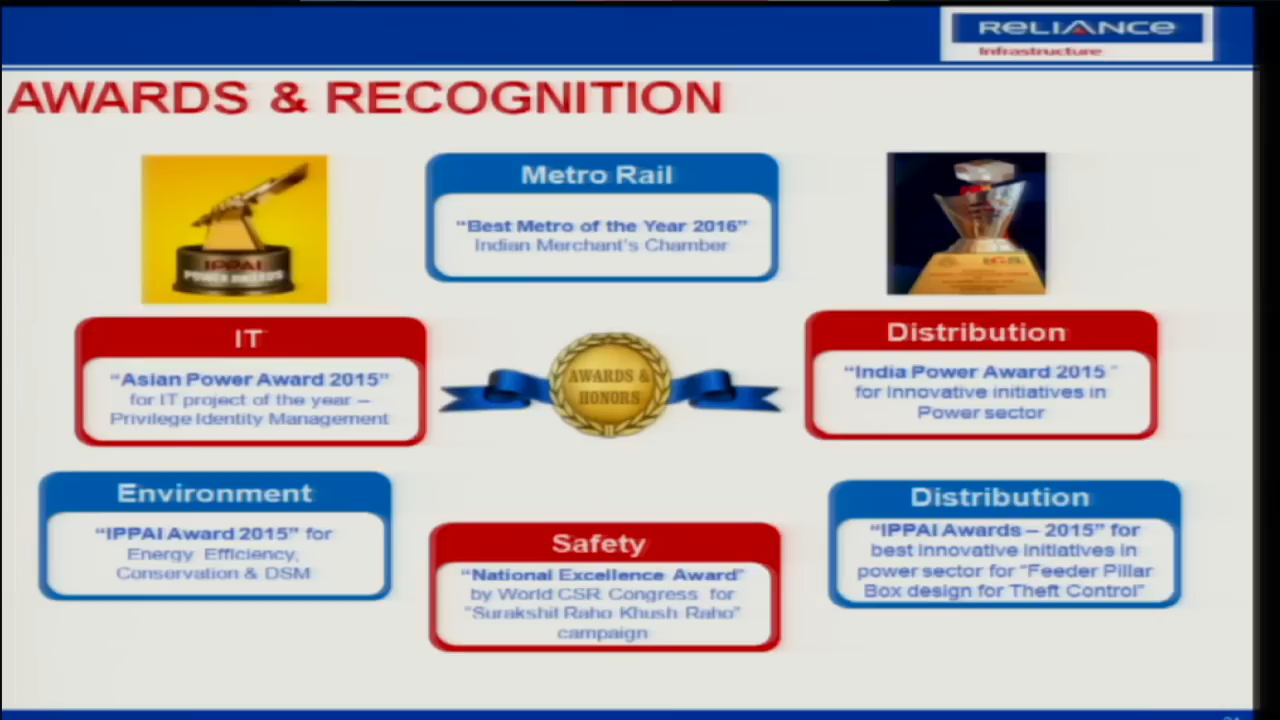 RELIANCE
Infrastructure
AWARDS & RECOGNITION
IPPAI
POWER AWARDS
Metro Rail
“Best Metro of the Year 2016”
Indian Merchant's Chamber
IT
“Asian Power Award 2015”
for IT project of the year –
Privilege Identity Management
AWARDS &
HONORS
Distribution
“India Power Award 2015”
for Innovative initiatives in
Power sector
Environment
“IPPAI Award 2015” for
Energy Efficiency,
Conservation & DSM
Safety
“National Excellence Award”
by World CSR Congress for
“Surakshit Raho Khush Raho”
campaign
Distribution
“IPPAI Awards – 2015” for
best innovative initiatives in
power sector for “Feeder Pillar
Box design for Theft Control”